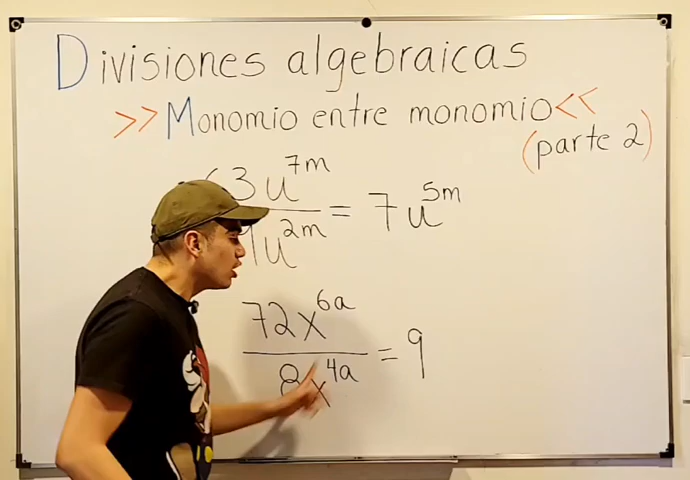 Divisiones algebraicas
>> Monomio entre monomio <<
(parte 2)
63u^7m
9u^2m = 7u^5m
72x^6a
8x^4a = 9